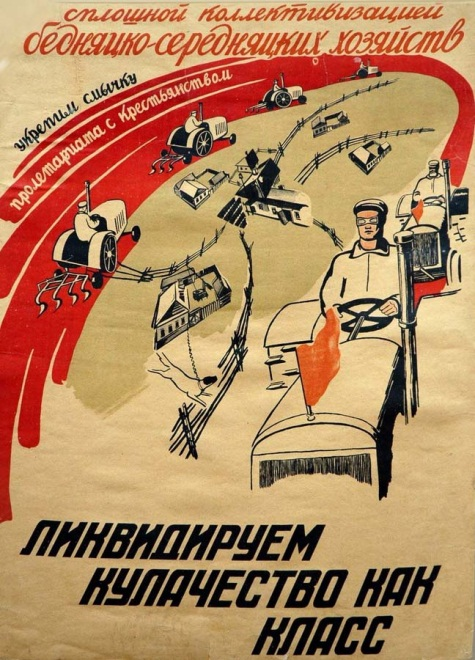 сплошной коллективизацией
бедняцко-середняцких хозяйств
укрепим смычку
пролетариата с крестьянством
ЛИКВИДИРУЕМ
КУЛАЧЕСТВО КАК
КЛАСС